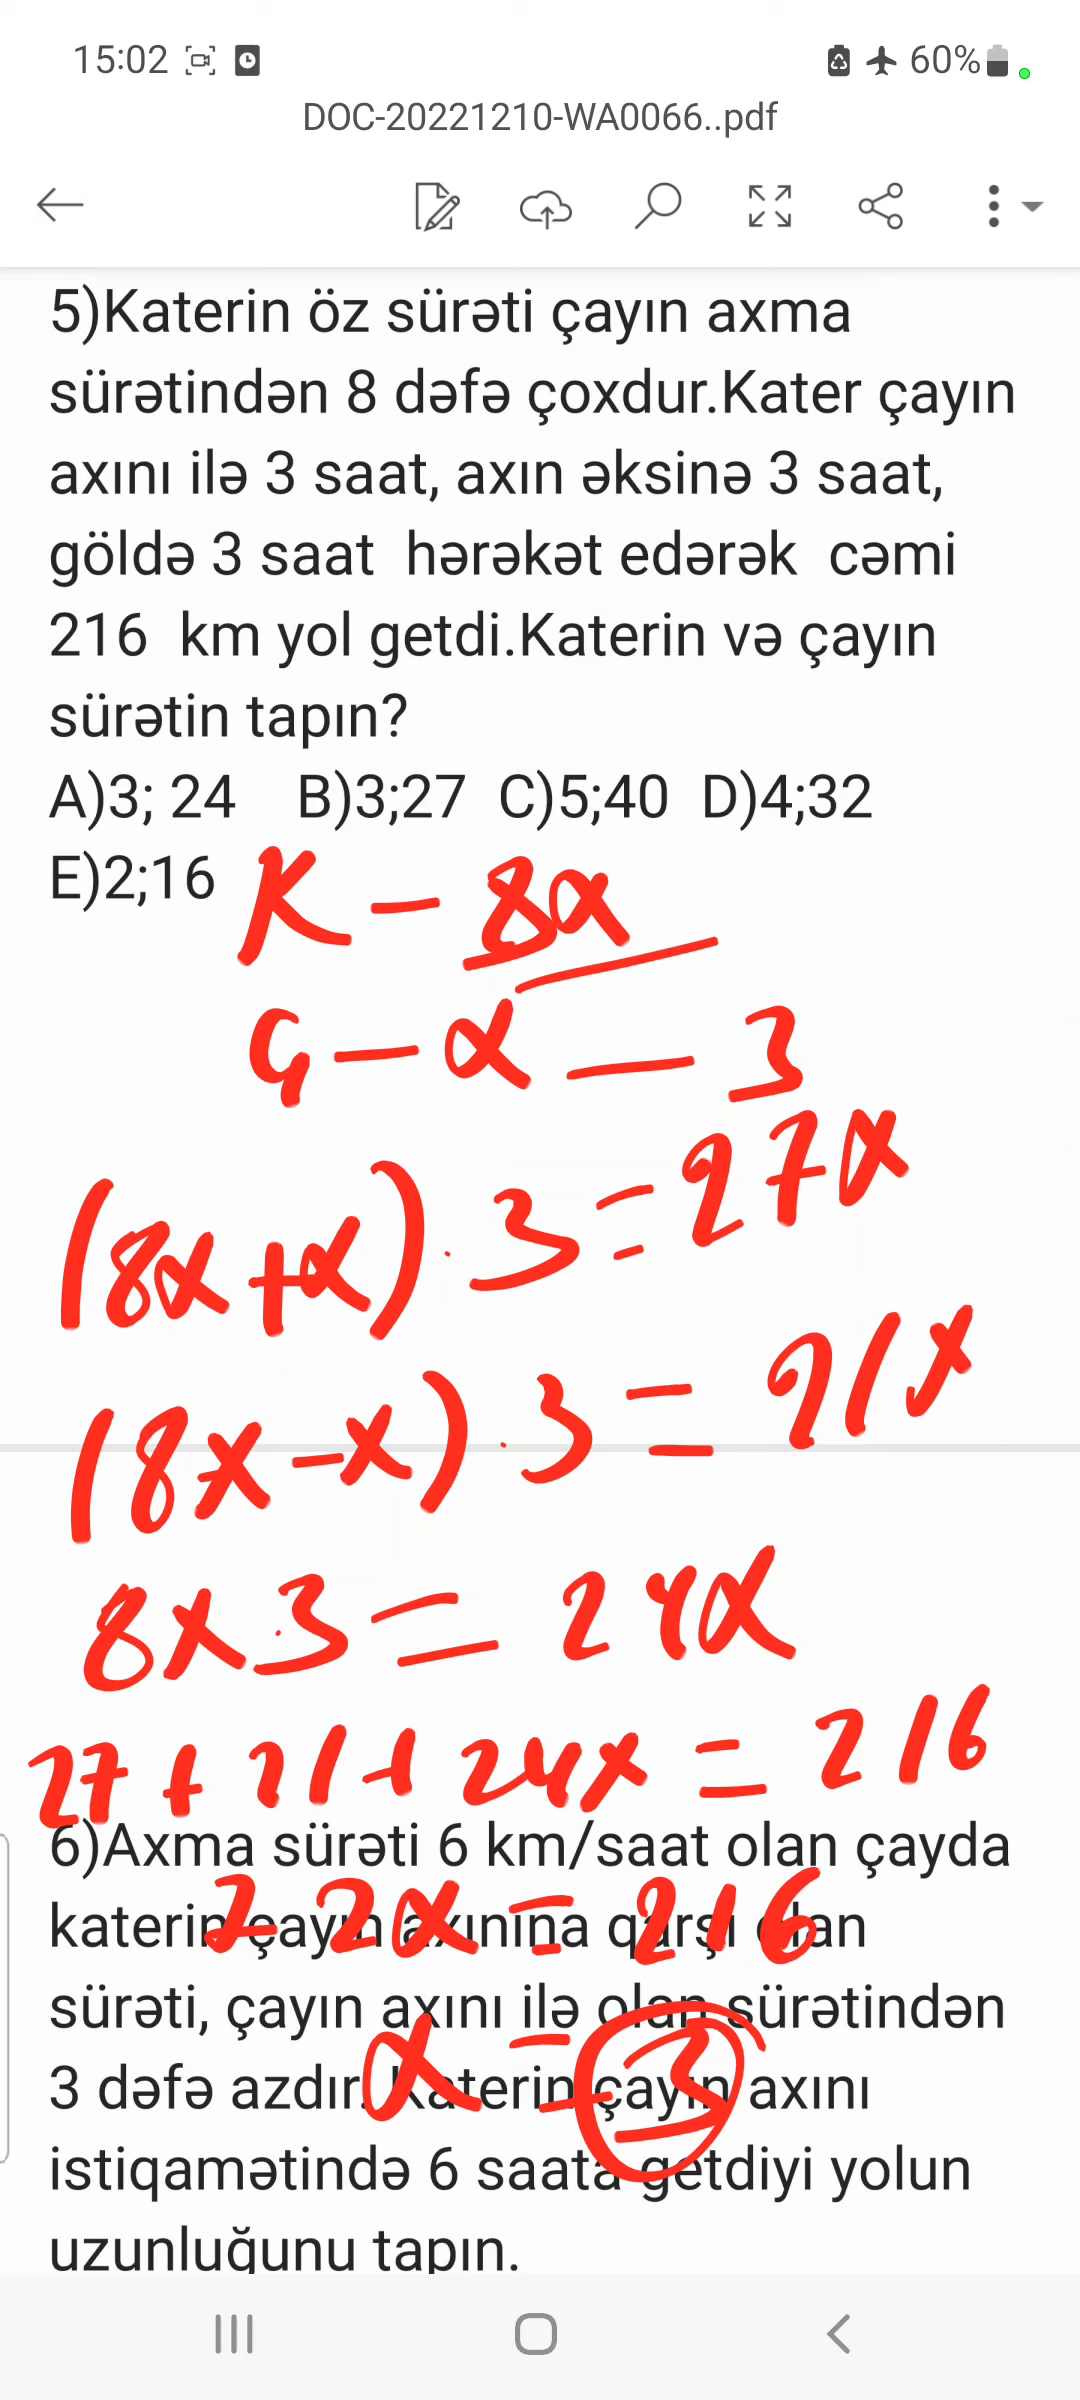 15:02 60%
DOC-20221210-WA0066..pdf
5)Katerin öz sürəti çayın axma
sürətindən 8 dəfə çoxdur.Kater çayın
axını ilə 3 saat, axın əksinə 3 saat,
göldə 3 saat hərəkət edərək cəmi
216 km yol getdi.Katerin və çayın
sürətin tapın?
A)3; 24 B)3;27 C)5;40 D)4;32
E)2;16
K - 8x
Ç - x - 3
(8x+x)·3=27x
(8x-x)·3=21x
8x·3=24x
27+21+24x=216
6)Axma sürəti 6 km/saat olan çayda
katerin çayın axınına qarşı olan
72x=216
sürəti, çayın axını ilə olan sürətindən
x=3
3 dəfə azdır.Katerin çayın axını
istiqamətində 6 saata getdiyi yolun
uzunluğunu tapın.